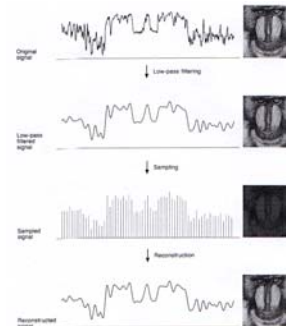 Original
signal
Low-pass filtering
Low-pass
filtered
signal
Sampling
Sampled
signal
Reconstruction
Reconstructed